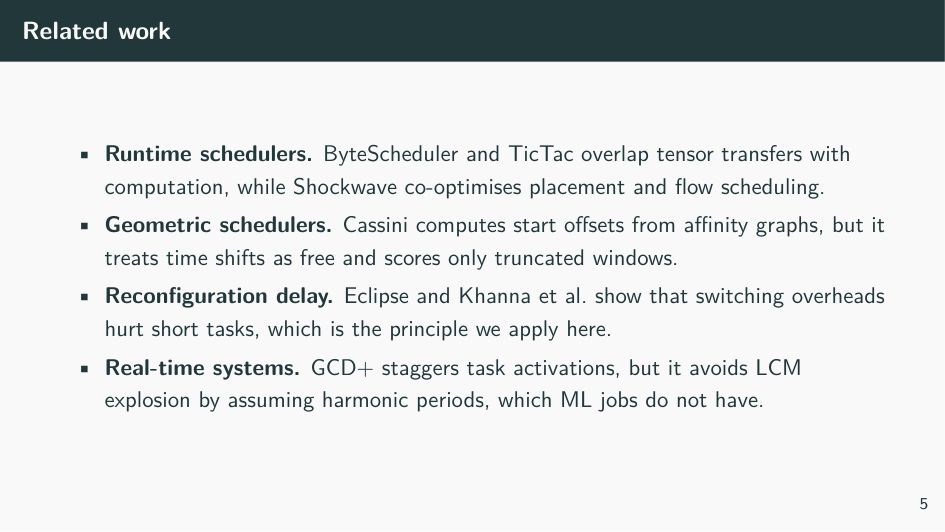 Related work
▪ Runtime schedulers. ByteScheduler and TicTac overlap tensor transfers with
computation, while Shockwave co-optimises placement and flow scheduling.
▪ Geometric schedulers. Cassini computes start offsets from affinity graphs, but it
treats time shifts as free and scores only truncated windows.
▪ Reconfiguration delay. Eclipse and Khanna et al. show that switching overheads
hurt short tasks, which is the principle we apply here.
▪ Real-time systems. GCD+ staggers task activations, but it avoids LCM
explosion by assuming harmonic periods, which ML jobs do not have.
5